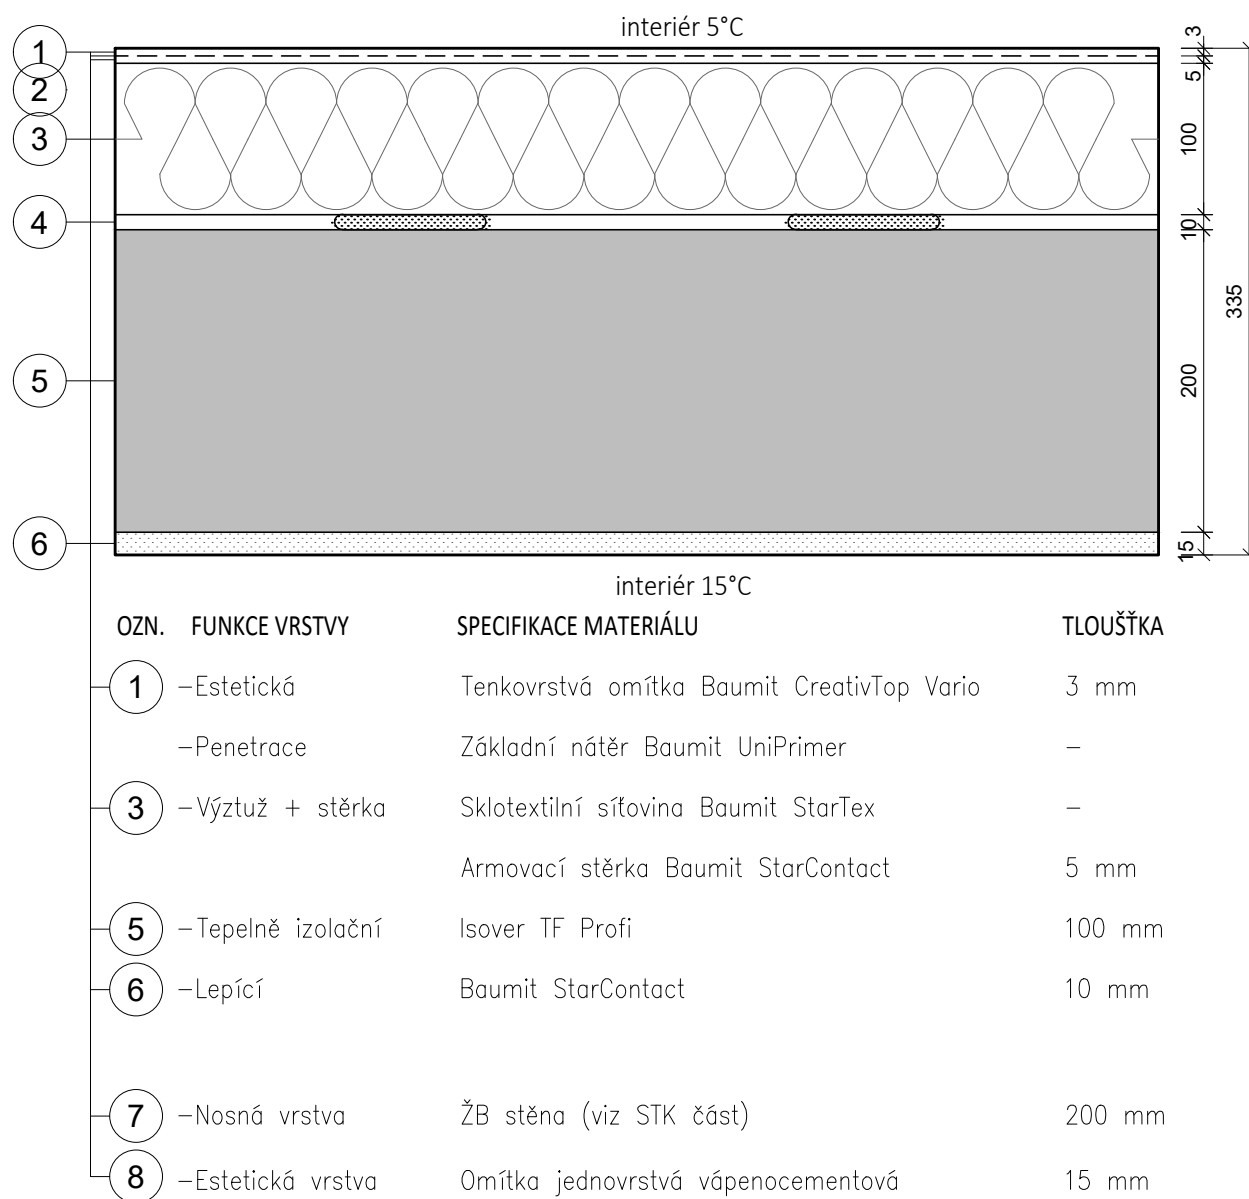 interiér 5°C
1
2
3
4
5
6
3
5
100
10
200
15
335
interiér 15°C
OZN. FUNKCE VRSTVY SPECIFIKACE MATERIÁLU TLOUŠŤKA
1 -Estetická Tenkovrstvá omítka Baumit CreativTop Vario 3 mm
-Penetrace Základní nátěr Baumit UniPrimer -
3 -Výztuž + stěrka Sklotextilní síťovina Baumit StarTex -
Armovací stěrka Baumit StarContact 5 mm
5 -Tepelně izolační Isover TF Profi 100 mm
6 -Lepící Baumit StarContact 10 mm
7 -Nosná vrstva ŽB stěna (viz STK část) 200 mm
8 -Estetická vrstva Omítka jednovrstvá vápenocementová 15 mm